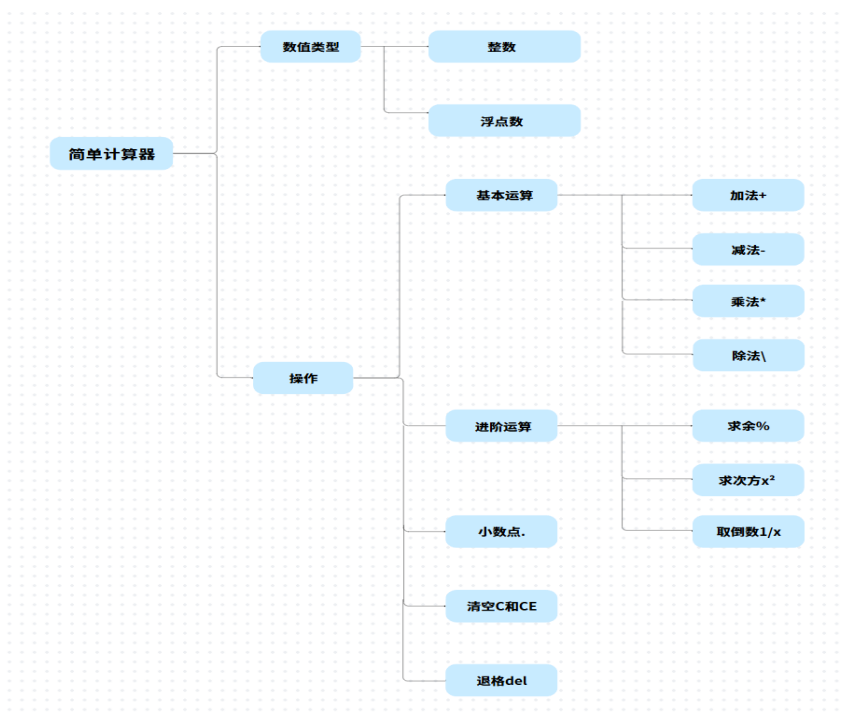 数值类型
整数
浮点数
简单计算器
基本运算
加法+
减法-
乘法*
除法\
操作
进阶运算
求余%
求次方x²
取倒数1/x
小数点.
清空C和CE
退格del